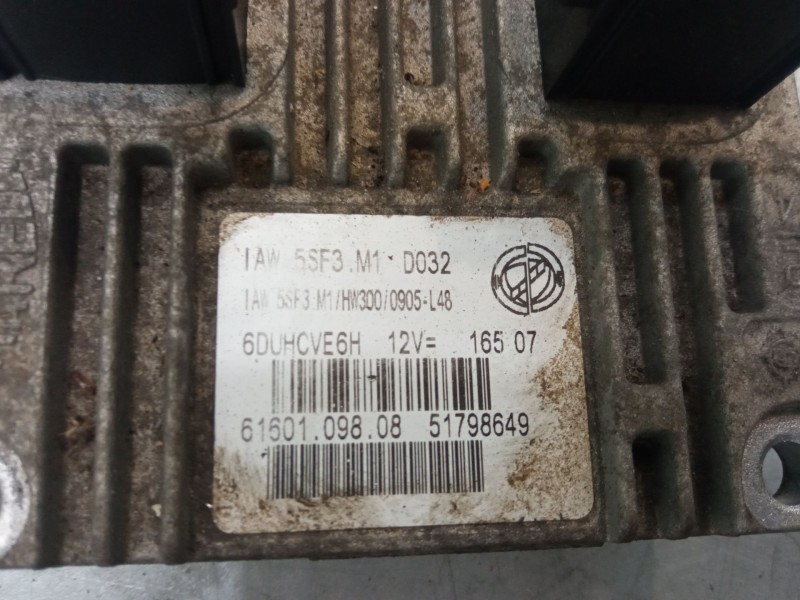 IAW 5SF3.M1 D032
IAW 5SF3.M1/HW300/0905-L48
6DUHCVE6H 12V= 165 07
61601.098.08 51798649